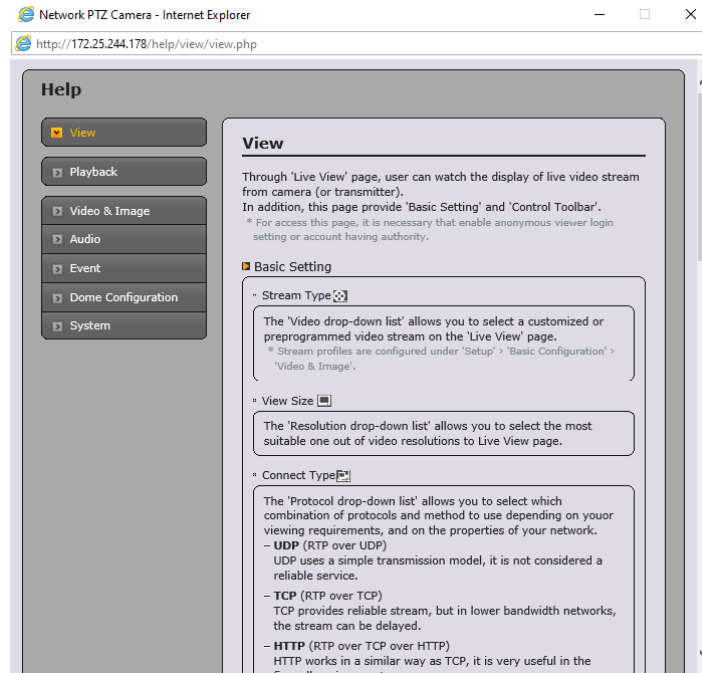 Network PTZ Camera - Internet Explorer
http://172.25.244.178/help/view/view.php
Help
View
Playback
Video & Image
Audio
Event
Dome Configuration
System
View
Through 'Live View' page, user can watch the display of live video stream
from camera (or transmitter).
In addition, this page provide 'Basic Setting' and 'Control Toolbar'.
* For access this page, it is necessary that enable anonymous viewer login
setting or account having authority.
Basic Setting
Stream Type
The 'Video drop-down list' allows you to select a customized or
preprogrammed video stream on the 'Live View' page.
* Stream profiles are configured under 'Setup' > 'Basic Configuration' >
'Video & Image'.
View Size
The 'Resolution drop-down list' allows you to select the most
suitable one out of video resolutions to Live View page.
Connect Type
The 'Protocol drop-down list' allows you to select which
combination of protocols and method to use depending on youor
viewing requirements, and on the properties of your network.
– UDP (RTP over UDP)
UDP uses a simple transmission model, it is not considered a
reliable service.
– TCP (RTP over TCP)
TCP provides reliable stream, but in lower bandwidth networks,
the stream can be delayed.
– HTTP (RTP over TCP over HTTP)
HTTP works in a similar way as TCP, it is very useful in the